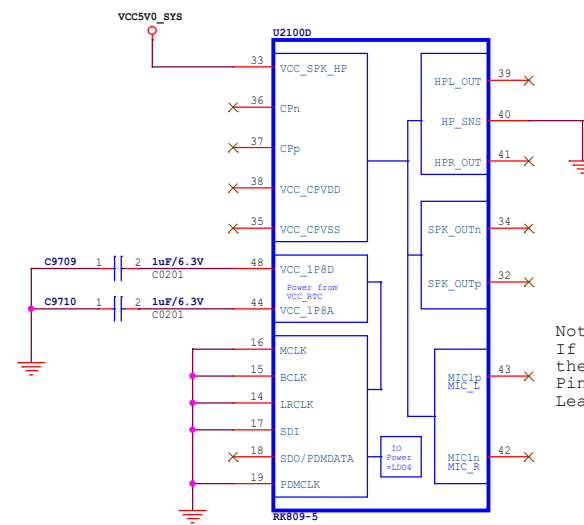 VCC5V0_SYS
U2100D
33 VCC_SPK_HP
36 CPn
37 CPp
38 VCC_CPVDD
35 VCC_CPVSS
HPL_OUT 39
HP_SNS 40
HPR_OUT 41
SPK_OUTn 34
SPK_OUTp 32
C9709 1 2 1uF/6.3V 48 VCC_1P8D
C0201
Power from
VCC_RTC
C9710 1 2 1uF/6.3V 44 VCC_1P8A
C0201
16 MCLK
15 BCLK
14 LRCLK
17 SDI
18 SDO/PDMDATA
19 PDMCLK
IO
Power
=LDO4
MIC1p 43
MIC_L
MIC1n 42
MIC_R
RK809-5
Not
If
the
Pin
Lea